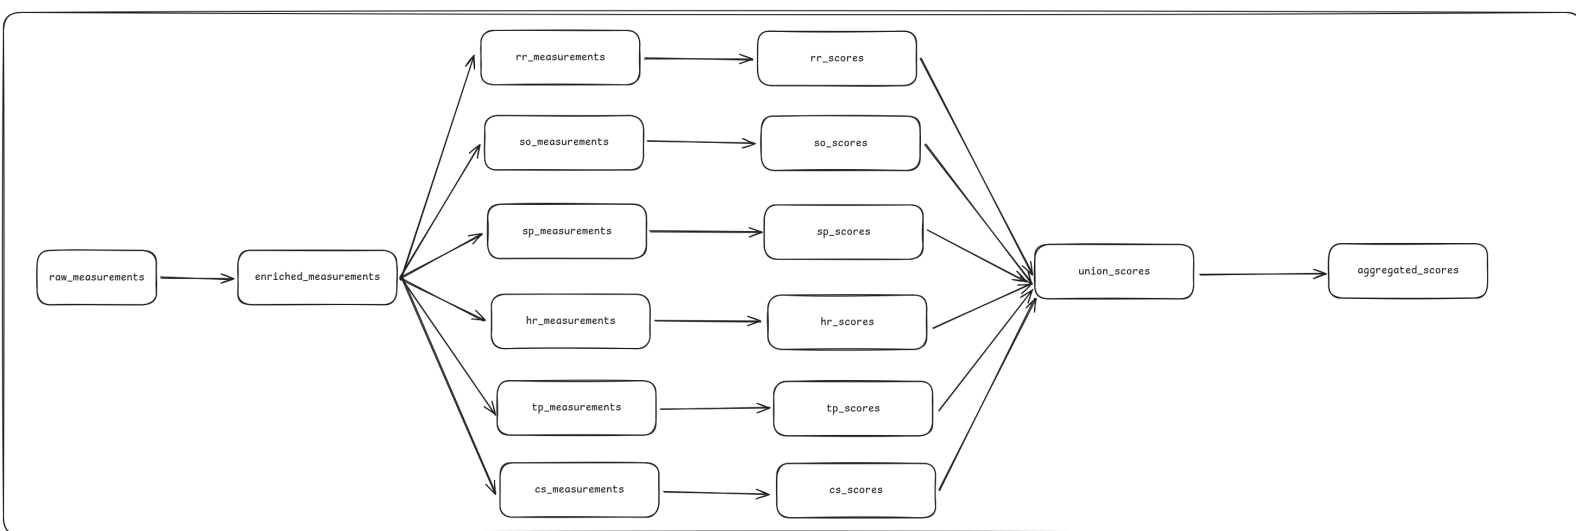 rr_measurements
rr_scores
so_measurements
so_scores
sp_measurements
sp_scores
raw_measurements
enriched_measurements
union_scores
aggregated_scores
hr_measurements
hr_scores
tp_measurements
tp_scores
cs_measurements
cs_scores